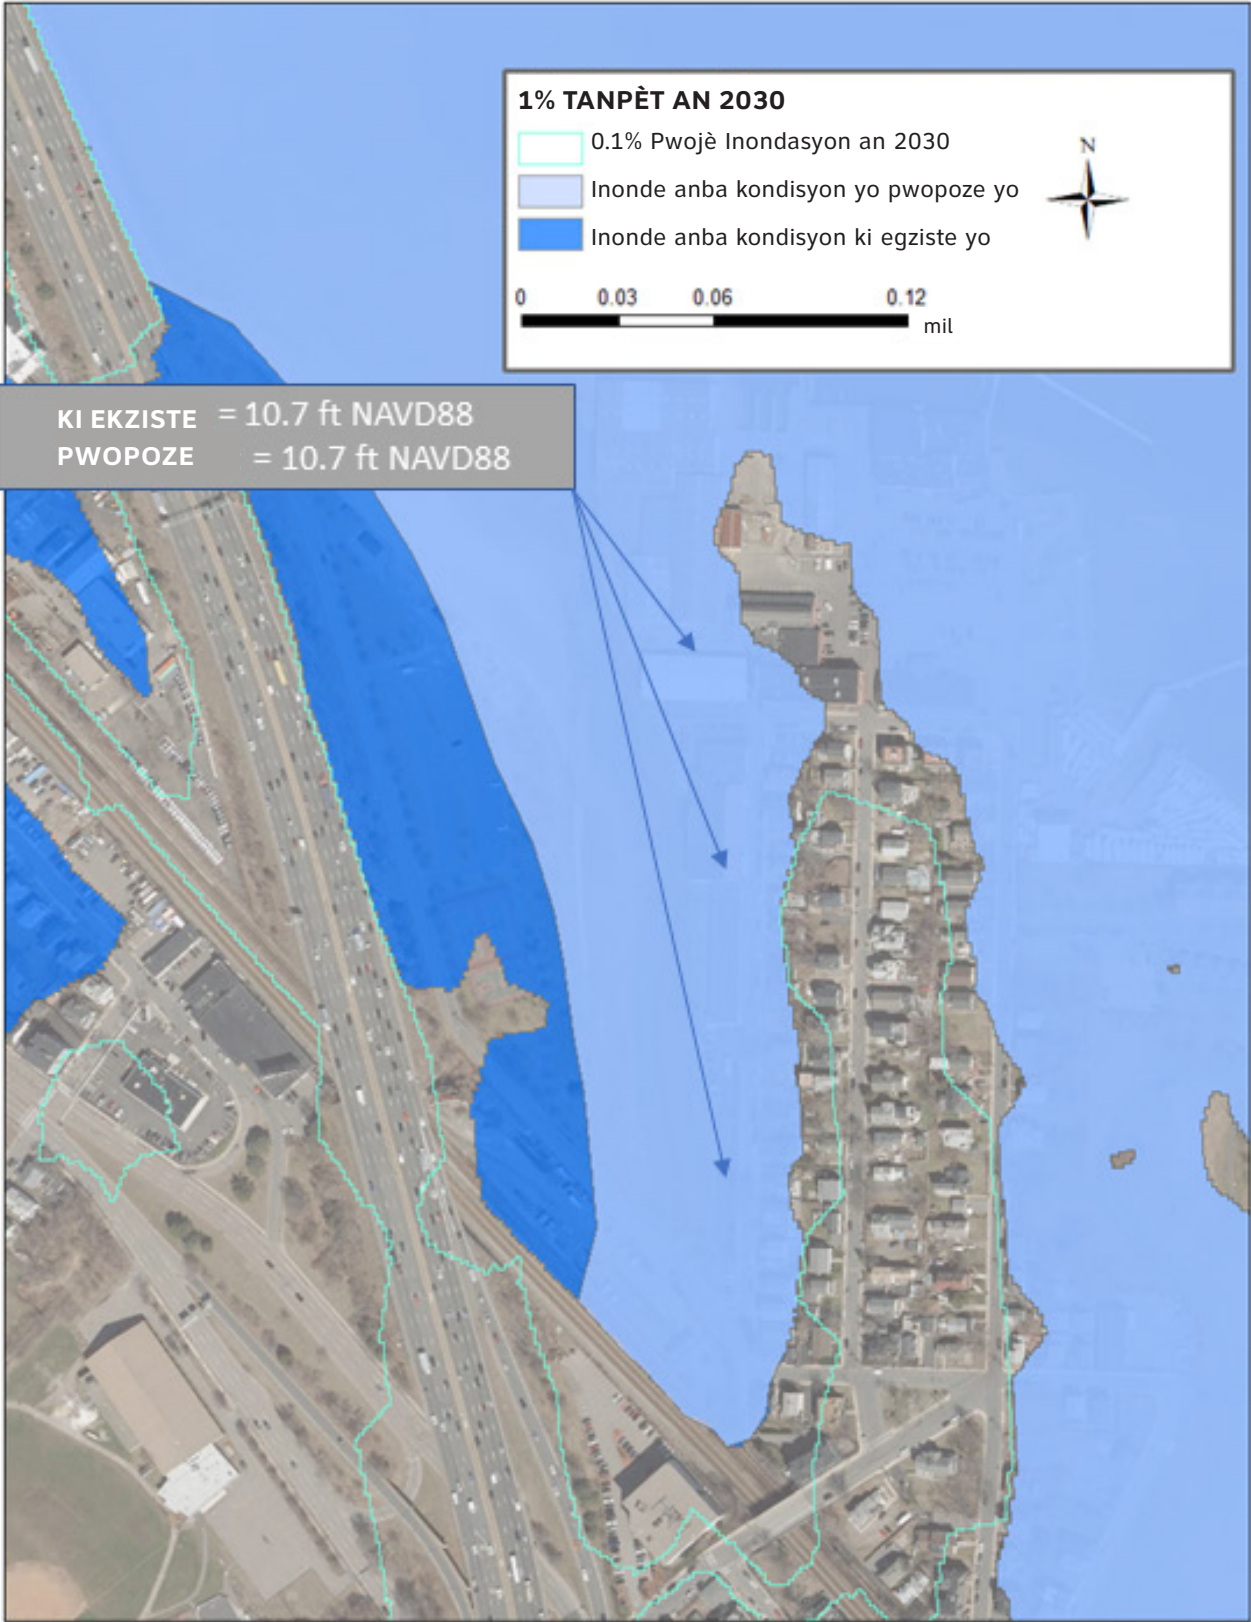 1% TANPÈT AN 2030
0.1% Pwojè Inondasyon an 2030
Inonde anba kondisyon yo pwopoze yo
Inonde anba kondisyon ki egziste yo
N
0 0.03 0.06 0.12
mil
KI EKZISTE = 10.7 ft NAVD88
PWOPOZE = 10.7 ft NAVD88